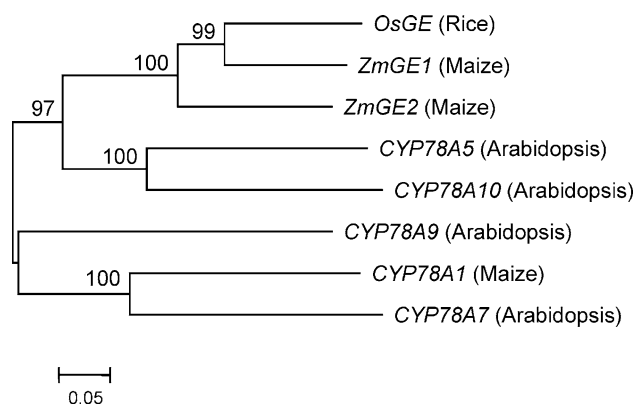 99
OsGE (Rice)
100
ZmGE1 (Maize)
ZmGE2 (Maize)
97
100
CYP78A5 (Arabidopsis)
CYP78A10 (Arabidopsis)
CYP78A9 (Arabidopsis)
100
CYP78A1 (Maize)
CYP78A7 (Arabidopsis)
0.05